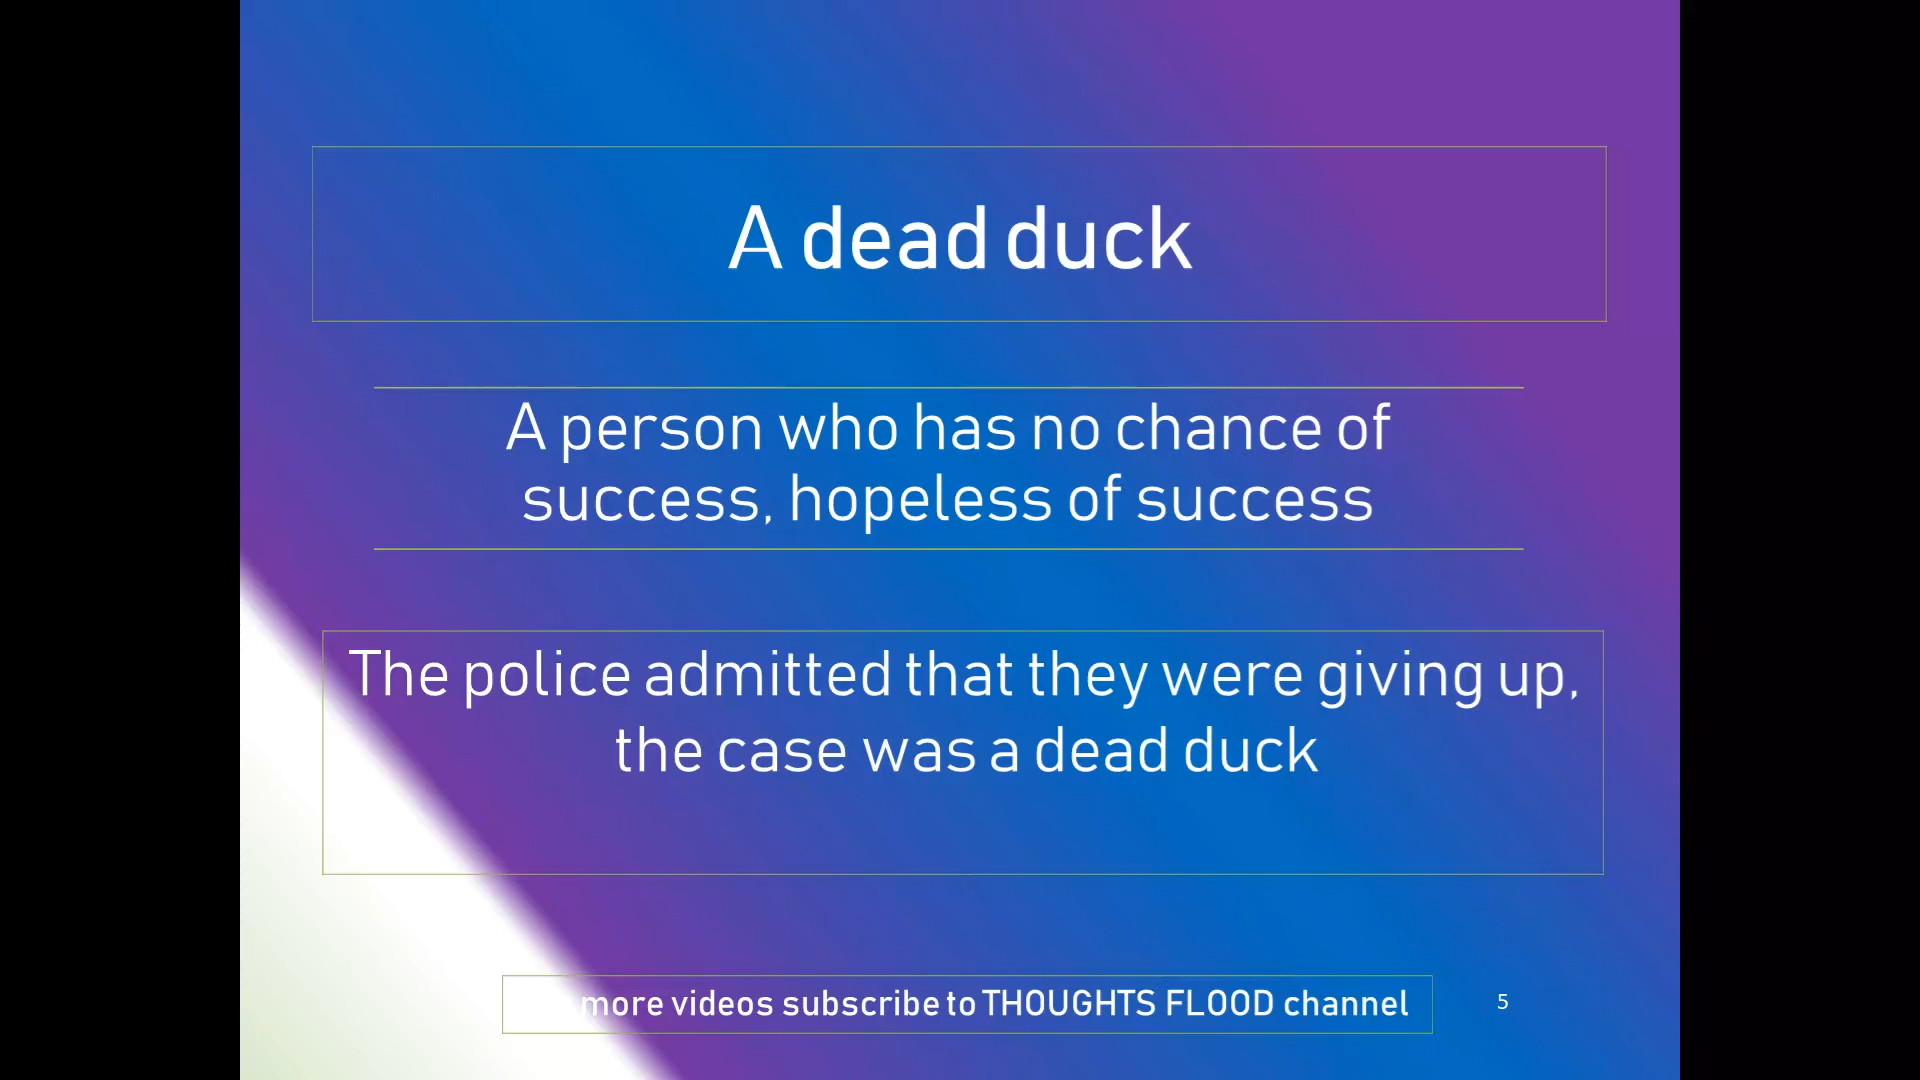 A dead duck
A person who has no chance of
success, hopeless of success
The police admitted that they were giving up,
the case was a dead duck
more videos subscribe to THOUGHTS FLOOD channel
5